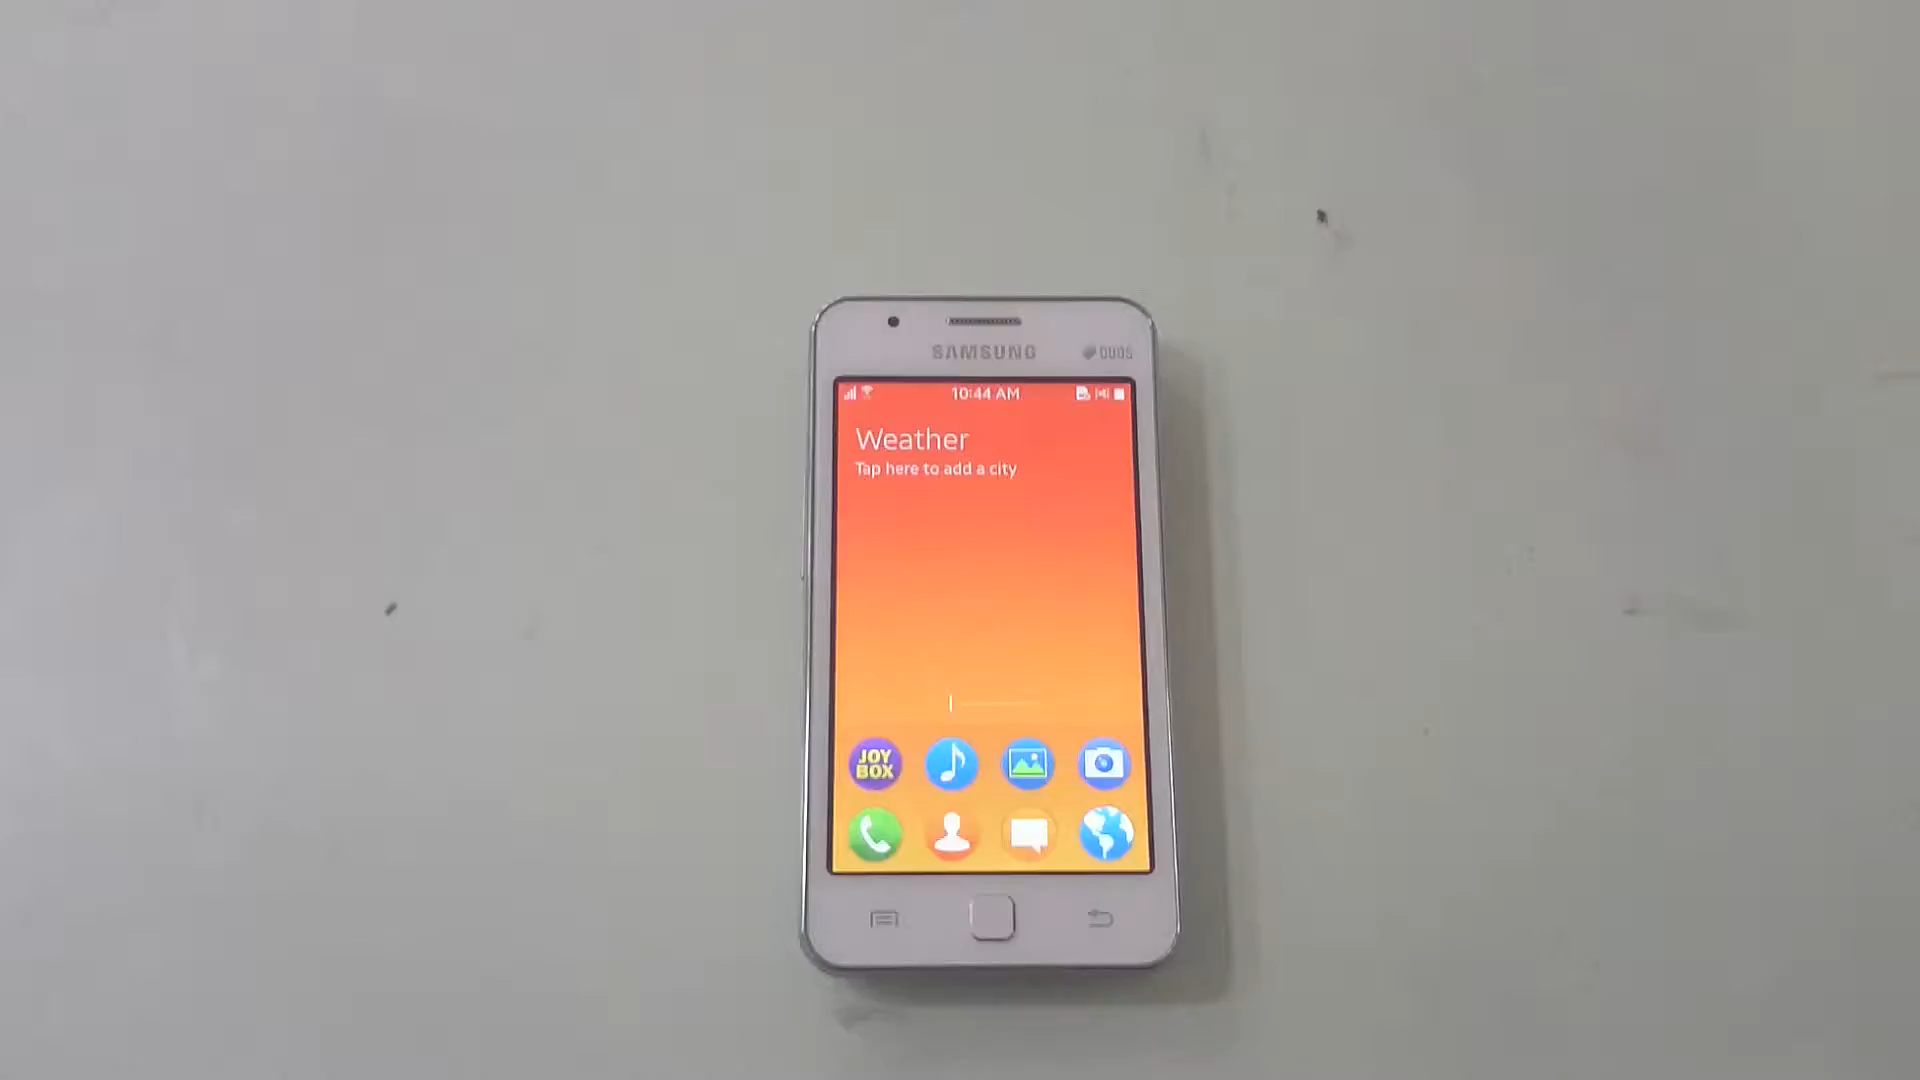 SAMSUNG
DUOS
10:44 AM
Weather
Tap here to add a city
JOY
BOX